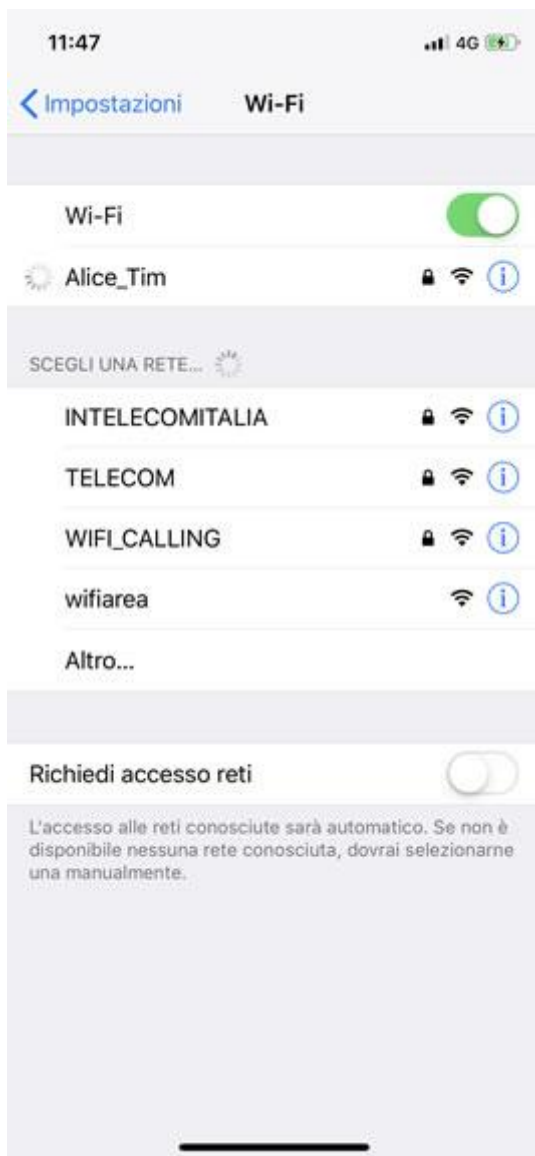 11:47 4G
Impostazioni Wi-Fi
Wi-Fi
Alice_Tim
SCEGLI UNA RETE...
INTELECOMITALIA
TELECOM
WIFI_CALLING
wifiarea
Altro...
Richiedi accesso reti
L'accesso alle reti conosciute sarà automatico. Se non è
disponibile nessuna rete conosciuta, dovrai selezionarne
una manualmente.